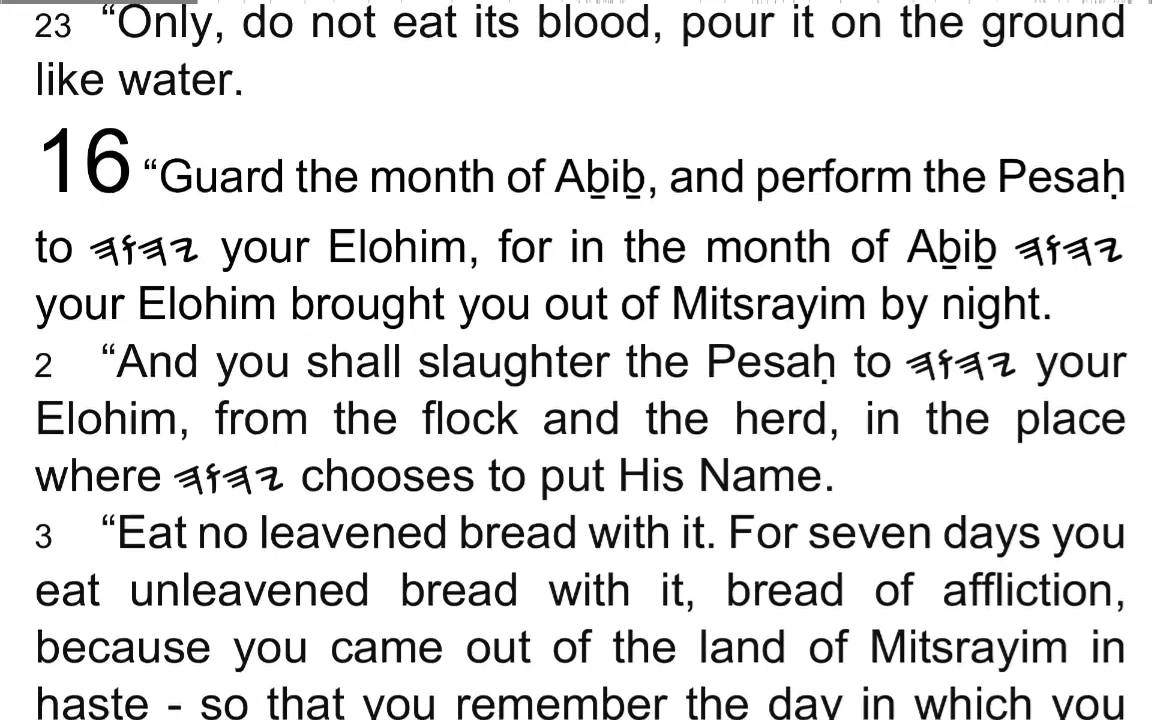 23 “Only, do not eat its blood, pour it on the ground
like water.
16 “Guard the month of Aḇiḇ, and perform the Pesaḥ
to 𐤉𐤄𐤅𐤄 your Elohim, for in the month of Aḇiḇ 𐤉𐤄𐤅𐤄
your Elohim brought you out of Mitsrayim by night.
2 “And you shall slaughter the Pesaḥ to 𐤉𐤄𐤅𐤄 your
Elohim, from the flock and the herd, in the place
where 𐤉𐤄𐤅𐤄 chooses to put His Name.
3 “Eat no leavened bread with it. For seven days you
eat unleavened bread with it, bread of affliction,
because you came out of the land of Mitsrayim in
haste - so that you remember the day in which you